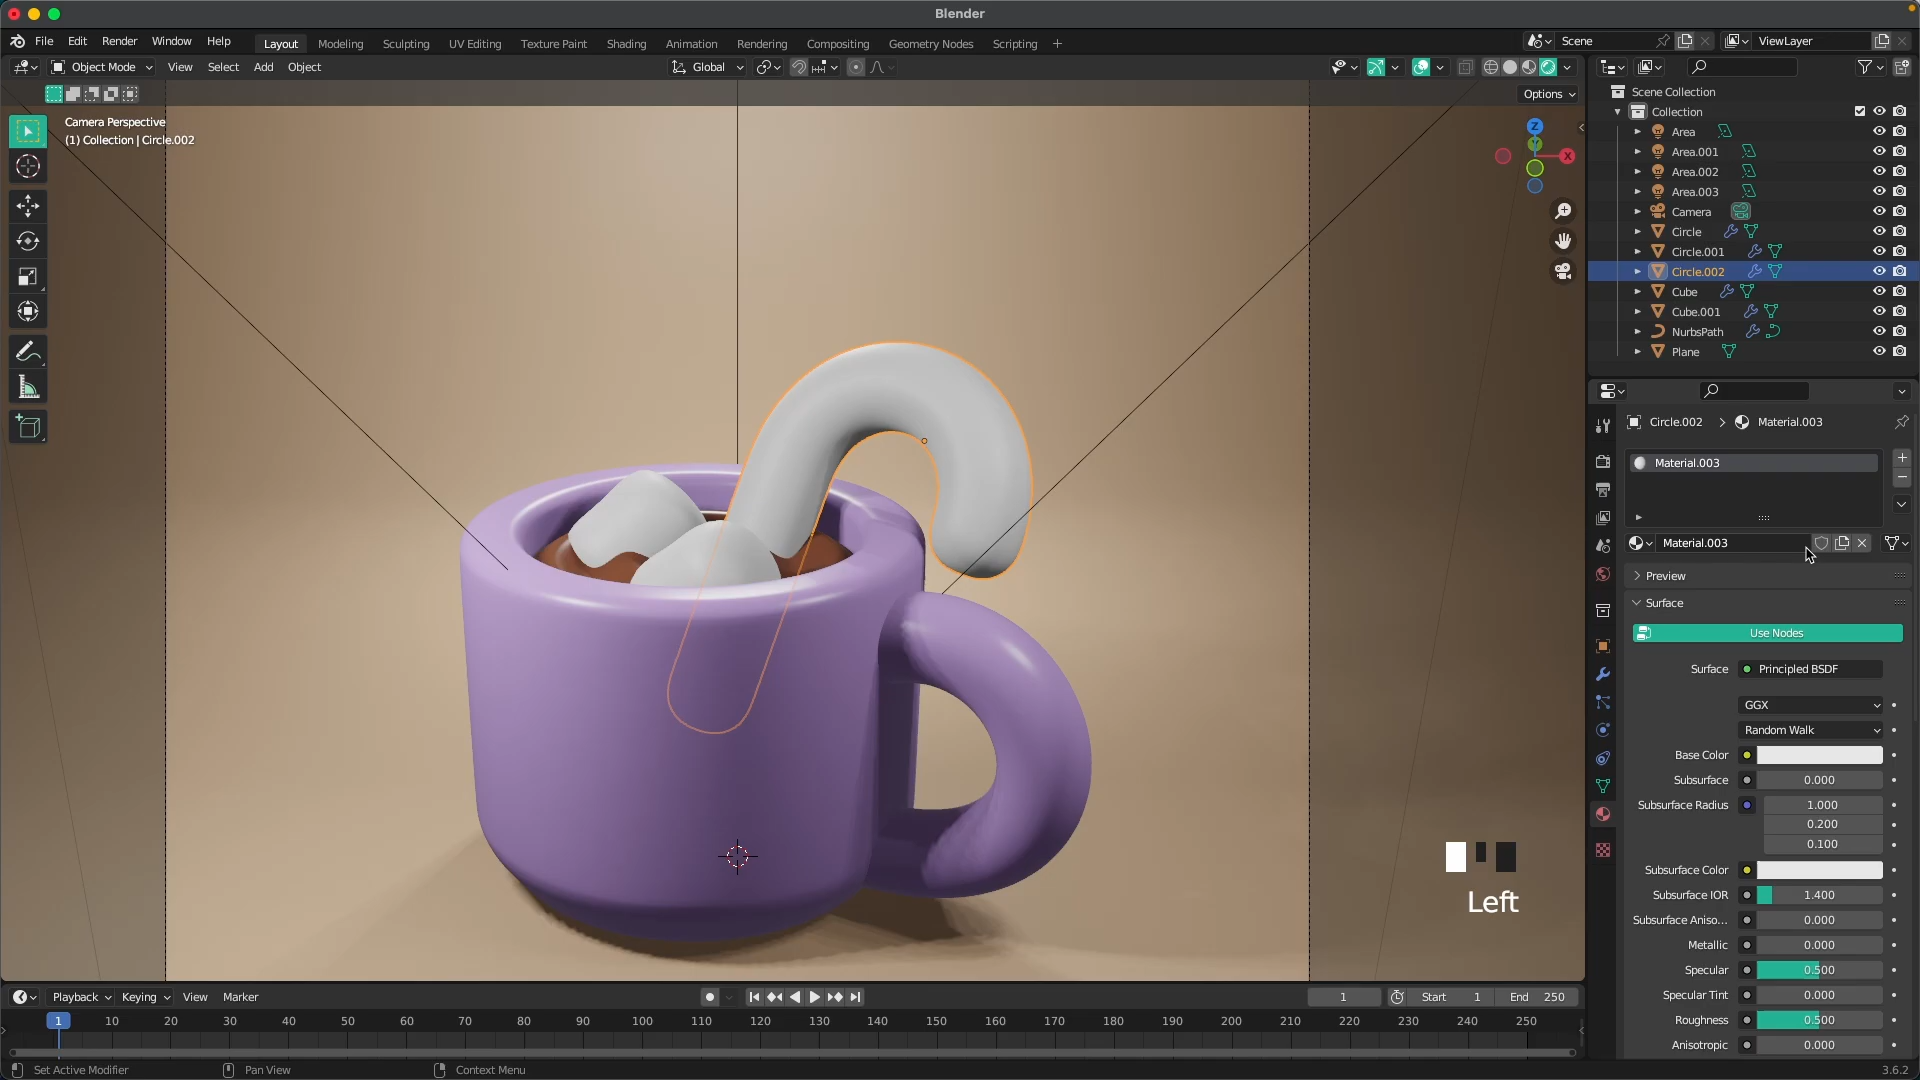 Blender
File Edit Render Window Help Layout Modeling Sculpting UV Editing Texture Paint Shading Animation Rendering Compositing Geometry Nodes Scripting + Scene ViewLayer
Object Mode View Select Add Object Global
Options
Camera Perspective
(1) Collection | Circle.002
Z
Y
X
Scene Collection
Collection
Area
Area.001
Area.002
Area.003
Camera
Circle
Circle.001
Circle.002
Cube
Cube.001
NurbsPath
Plane
Circle.002 > Material.003
Material.003
Material.003
Preview
Surface
Use Nodes
Surface Principled BSDF
GGX
Random Walk
Base Color
Subsurface 0.000
Subsurface Radius 1.000
0.200
0.100
Subsurface Color
Subsurface IOR 1.400
Subsurface Aniso... 0.000
Metallic 0.000
Specular 0.500
Specular Tint 0.000
Roughness 0.500
Anisotropic 0.000
Left
Playback Keying View Marker 1 Start 1 End 250
1 10 20 30 40 50 60 70 80 90 100 110 120 130 140 150 160 170 180 190 200 210 220 230 240 250
Set Active Modifier Pan View Context Menu 3.6.2